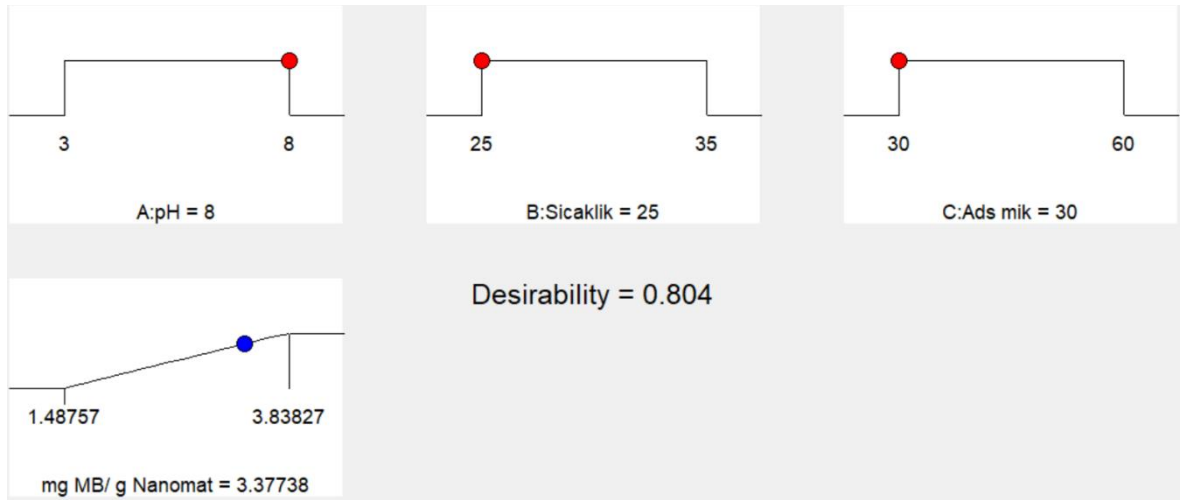 3 8
A:pH = 8
25 35
B:Sicaklik = 25
30 60
C:Ads mik = 30
1.48757 3.83827
mg MB/ g Nanomat = 3.37738
Desirability = 0.804